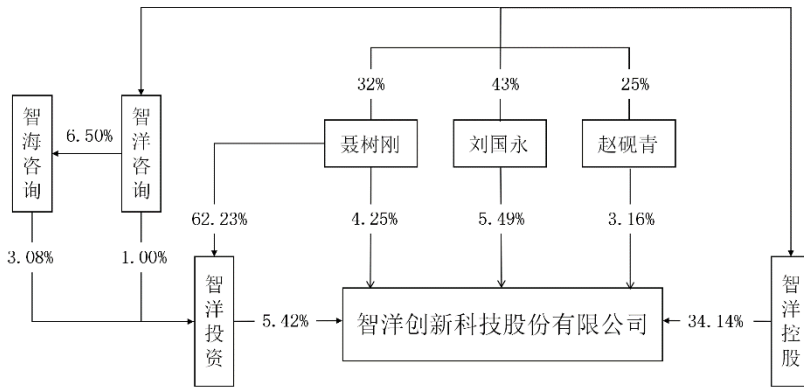 32%
43%
25%
智海咨询
6.50%
智洋咨询
聂树刚
刘国永
赵砚青
62.23%
4.25%
5.49%
3.16%
3.08%
1.00%
智洋投资
5.42%
智洋创新科技股份有限公司
34.14%
智洋控股